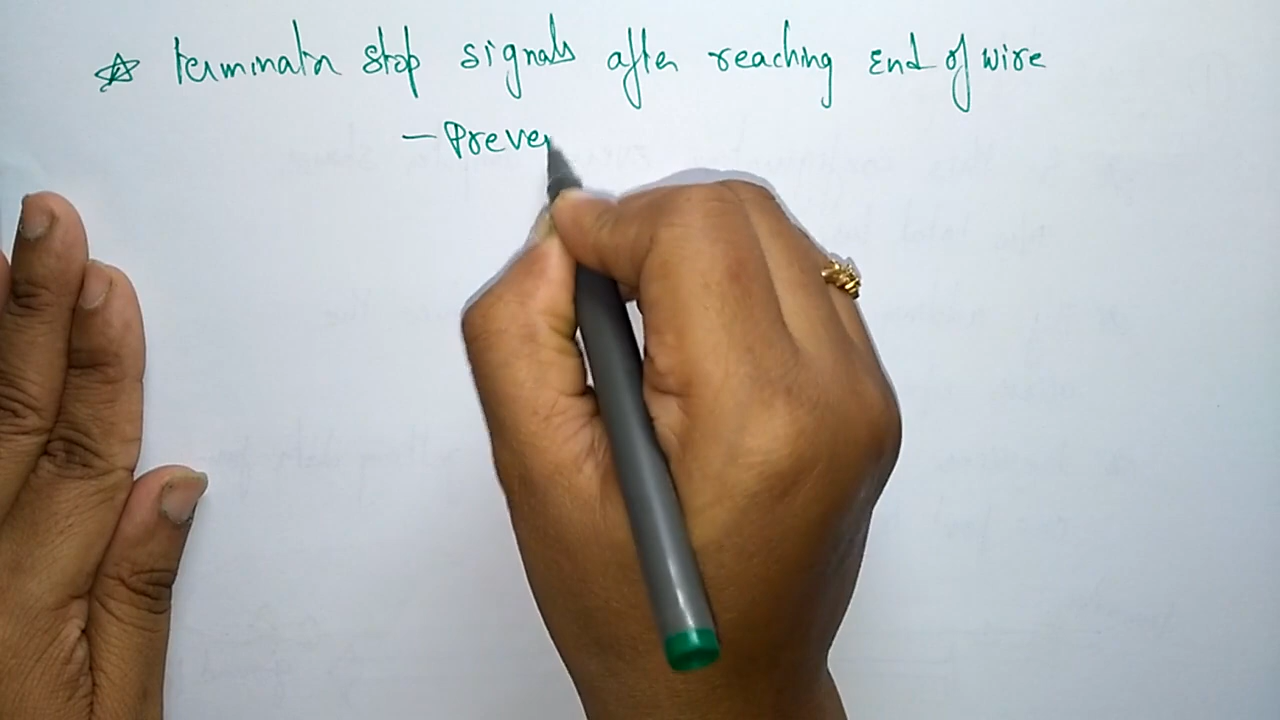 ☆ terminator stop signals after reaching End of wire
– Preve